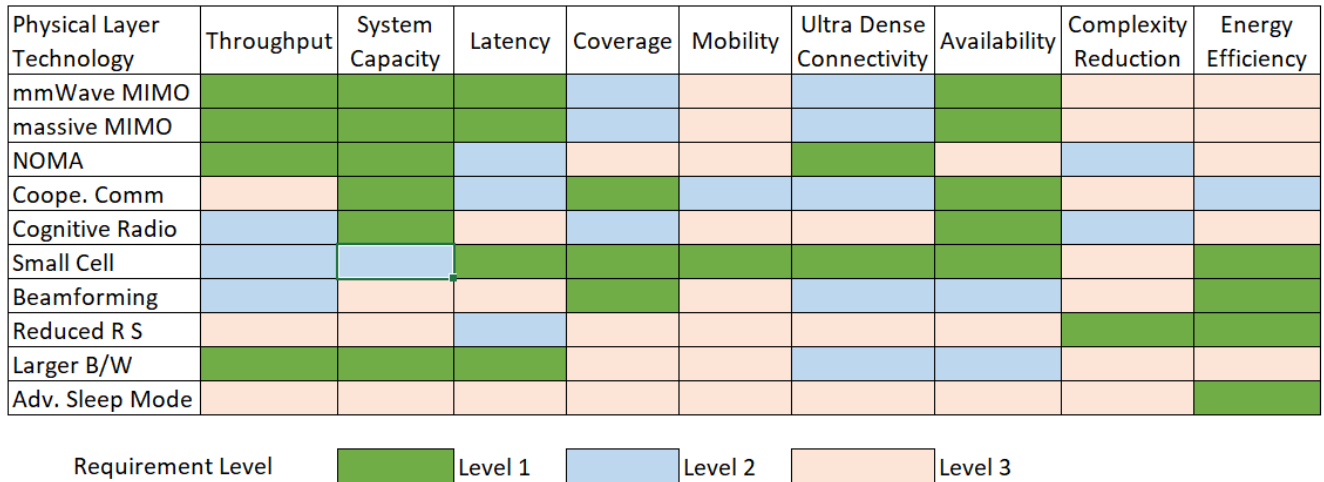 Physical Layer Technology Throughput System Capacity Latency Coverage Mobility Ultra Dense Connectivity Availability Complexity Reduction Energy Efficiency
mmWave MIMO
massive MIMO
NOMA
Coope. Comm
Cognitive Radio
Small Cell
Beamforming
Reduced R S
Larger B/W
Adv. Sleep Mode
Requirement Level Level 1 Level 2 Level 3